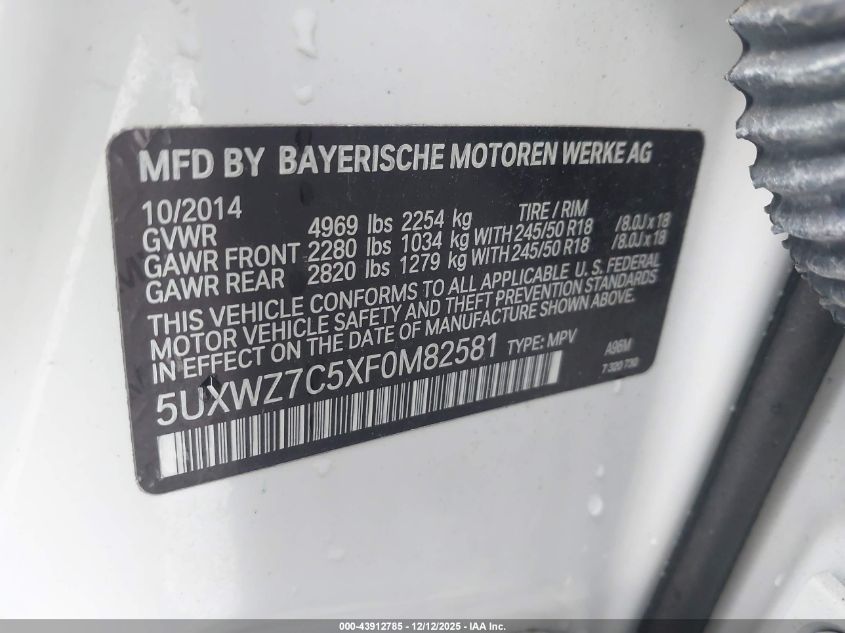 MFD BY BAYERISCHE MOTOREN WERKE AG
10/2014 TIRE / RIM
GVWR 4969 lbs 2254 kg
GAWR FRONT 2280 lbs 1034 kg WITH 245/50 R18 /8.0J x 18
GAWR REAR 2820 lbs 1279 kg WITH 245/50 R18 /8.0J x 18
THIS VEHICLE CONFORMS TO ALL APPLICABLE U. S. FEDERAL
MOTOR VEHICLE SAFETY AND THEFT PREVENTION STANDARDS
IN EFFECT ON THE DATE OF MANUFACTURE SHOWN ABOVE.
5UXWZ7C5XF0M82581 TYPE: MPV A96M
7 320 730
000-43912785 - 12/12/2025 - IAA Inc.